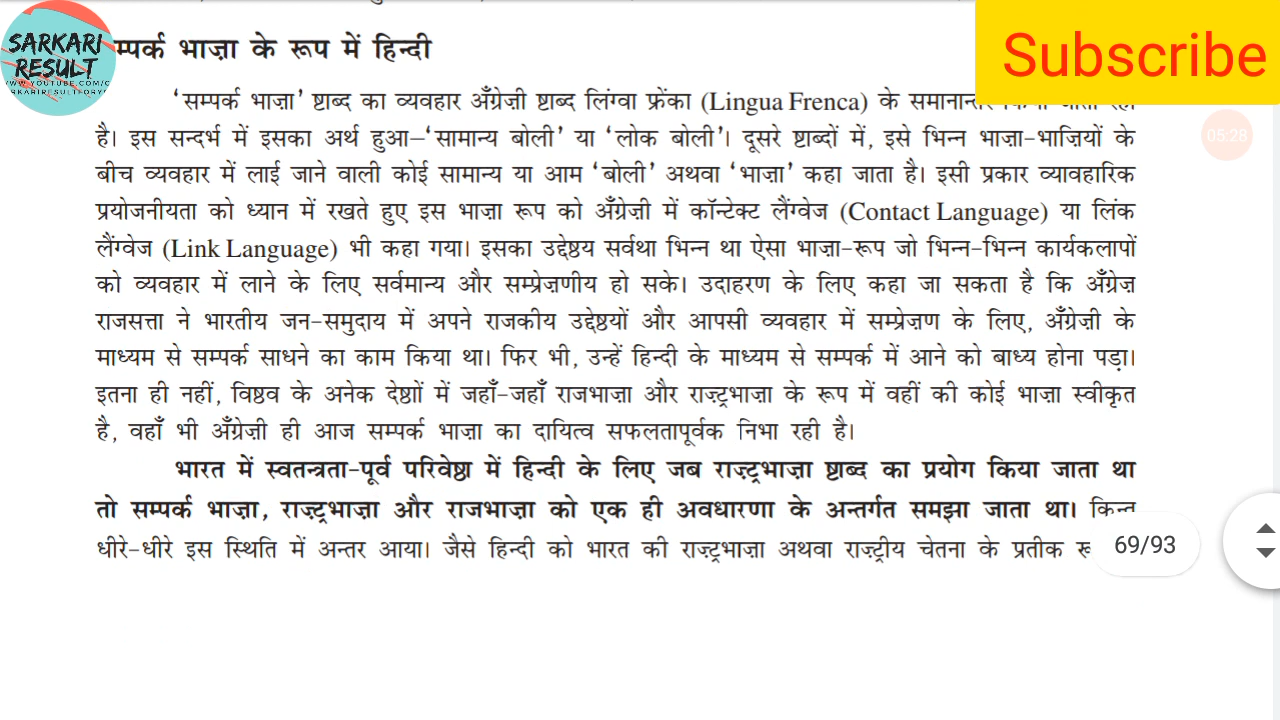 SARKARI
RESULT
Subscribe
म्पर्क भाज़ा के रूप में हिन्दी
05:28
‘सम्पर्क भाज़ा’ ष्टाब्द का व्यवहार अँग्रेज़ी ष्टाब्द लिंग्वा फ्रेंका (Lingua Frenca) के समानान्तर किया जाता रहा
है। इस सन्दर्भ में इसका अर्थ हुआ–‘सामान्य बोली’ या ‘लोक बोली’। दूसरे ष्टाब्दों में, इसे भिन्न भाज़ा-भाज़ियों के
बीच व्यवहार में लाई जाने वाली कोई सामान्य या आम ‘बोली’ अथवा ‘भाज़ा’ कहा जाता है। इसी प्रकार व्यावहारिक
प्रयोजनीयता को ध्यान में रखते हुए इस भाज़ा रूप को अँग्रेज़ी में कॉन्टेक्ट लैंग्वेज (Contact Language) या लिंक
लैंग्वेज (Link Language) भी कहा गया। इसका उद्देष्ठय सर्वथा भिन्न था ऐसा भाज़ा-रूप जो भिन्न-भिन्न कार्यकलापों
को व्यवहार में लाने के लिए सर्वमान्य और सम्प्रेज़णीय हो सके। उदाहरण के लिए कहा जा सकता है कि अँग्रेज़
राजसत्ता ने भारतीय जन-समुदाय में अपने राजकीय उद्देष्ठयों और आपसी व्यवहार में सम्प्रेज़ण के लिए, अँग्रेज़ी के
माध्यम से सम्पर्क साधने का काम किया था। फिर भी, उन्हें हिन्दी के माध्यम से सम्पर्क में आने को बाध्य होना पड़ा।
इतना ही नहीं, विष्ठव के अनेक देष्ठाों में जहाँ-जहाँ राजभाज़ा और राज़्ट्रभाज़ा के रूप में वहीं की कोई भाज़ा स्वीकृत
है, वहाँ भी अँग्रेज़ी ही आज सम्पर्क भाज़ा का दायित्व सफलतापूर्वक निभा रही है।
भारत में स्वतन्त्रता-पूर्व परिवेष्ठा में हिन्दी के लिए जब राज़्ट्रभाज़ा ष्टाब्द का प्रयोग किया जाता था
तो सम्पर्क भाज़ा, राज़्ट्रभाज़ा और राजभाज़ा को एक ही अवधारणा के अन्तर्गत समझा जाता था। किन्तु
धीरे-धीरे इस स्थिति में अन्तर आया। जैसे हिन्दी को भारत की राज़्ट्रभाज़ा अथवा राज़्ट्रीय चेतना के प्रतीक
69/93